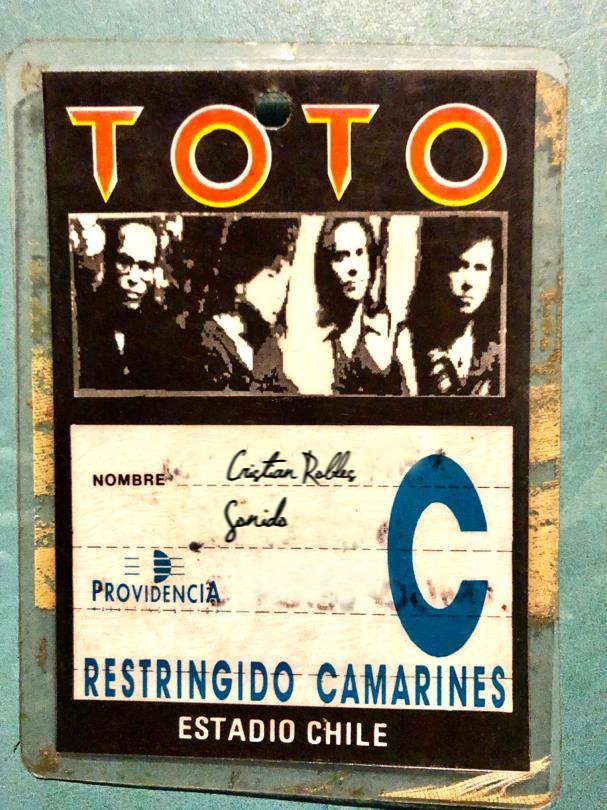 TOTO
NOMBRE Cristian Robles
Sonido
PROVIDENCIA
C
RESTRINGIDO CAMARINES
ESTADIO CHILE